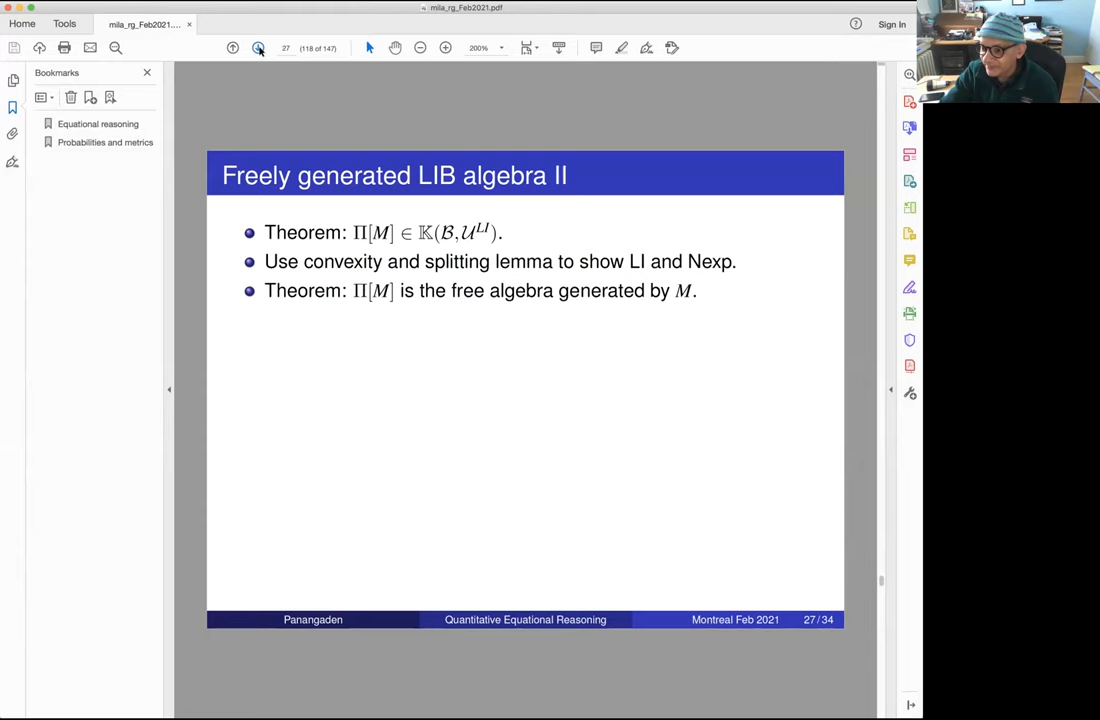 mila_rg_Feb2021.pdf
Home Tools mila_rg_Feb2021.... × Sign In
27 (118 of 147) 200%
Bookmarks
Equational reasoning
Probabilities and metrics
Freely generated LIB algebra II
Theorem: Π[M] ∈ 𝕂(ℬ, 𝒰^{LI}).
Use convexity and splitting lemma to show LI and Nexp.
Theorem: Π[M] is the free algebra generated by M.
Panangaden Quantitative Equational Reasoning Montreal Feb 2021 27 / 34